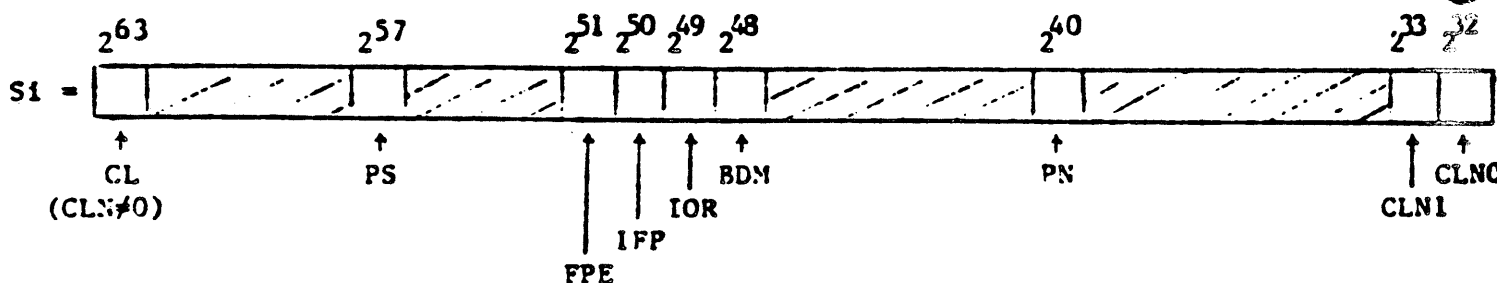 2^63 2^57 2^51 2^50 2^49 2^48 2^40 2^33 2^32
Si =
CL PS BDM PN CLN0
(CLN≠0) IOR CLN1
IFP
FPE